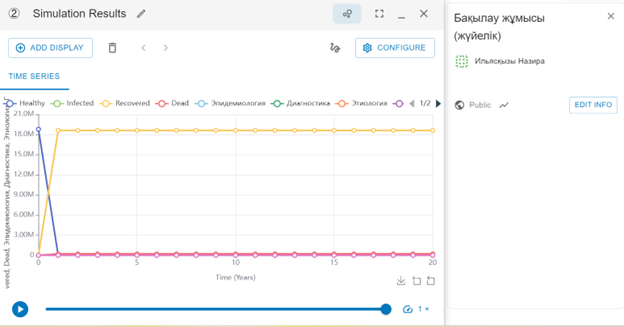 ② Simulation Results
ADD DISPLAY
CONFIGURE
TIME SERIES
Healthy Infected Recovered Dead Эпидемиология Диагностика Этиология 1/2
vered, Dead, Эпидемиология, Диагностика, Этиология,
21.0M
18.0M
15.0M
12.0M
9.00M
6.00M
3.00M
0
0 5 10 15 20
Time (Years)
1 ×
Бақылау жұмысы
(жүйелік)
Ильясқызы Назира
Public
EDIT INFO